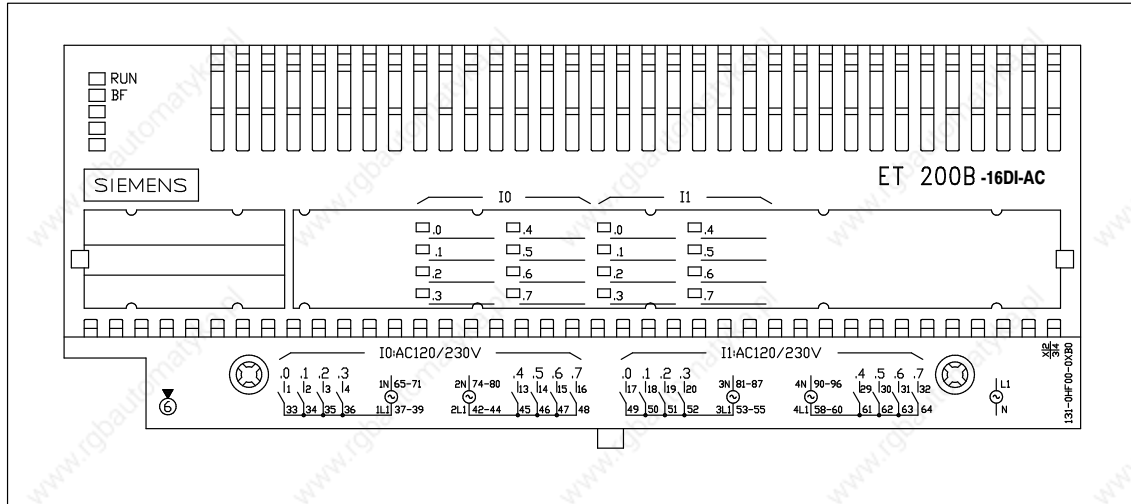 RUN
BF
SIEMENS
ET 200B -16DI-AC
I0 I1
.0 .4 .0 .4
.1 .5 .1 .5
.2 .6 .2 .6
.3 .7 .3 .7
I0:AC120/230V I1:AC120/230V
.0 .1 .2 .3 .4 .5 .6 .7 .0 .1 .2 .3 .4 .5 .6 .7
1 2 3 4 1N 65-71 2N 74-80 13 14 15 16 17 18 19 20 3N 81-87 4N 90-96 29 30 31 32 L1
33 34 35 36 1L1 37-39 2L1 42-44 45 46 47 48 49 50 51 52 3L1 53-55 4L1 58-60 61 62 63 64 N
6
X12
314
131-0HF00-0XB0
www.rgbautomatyka.pl